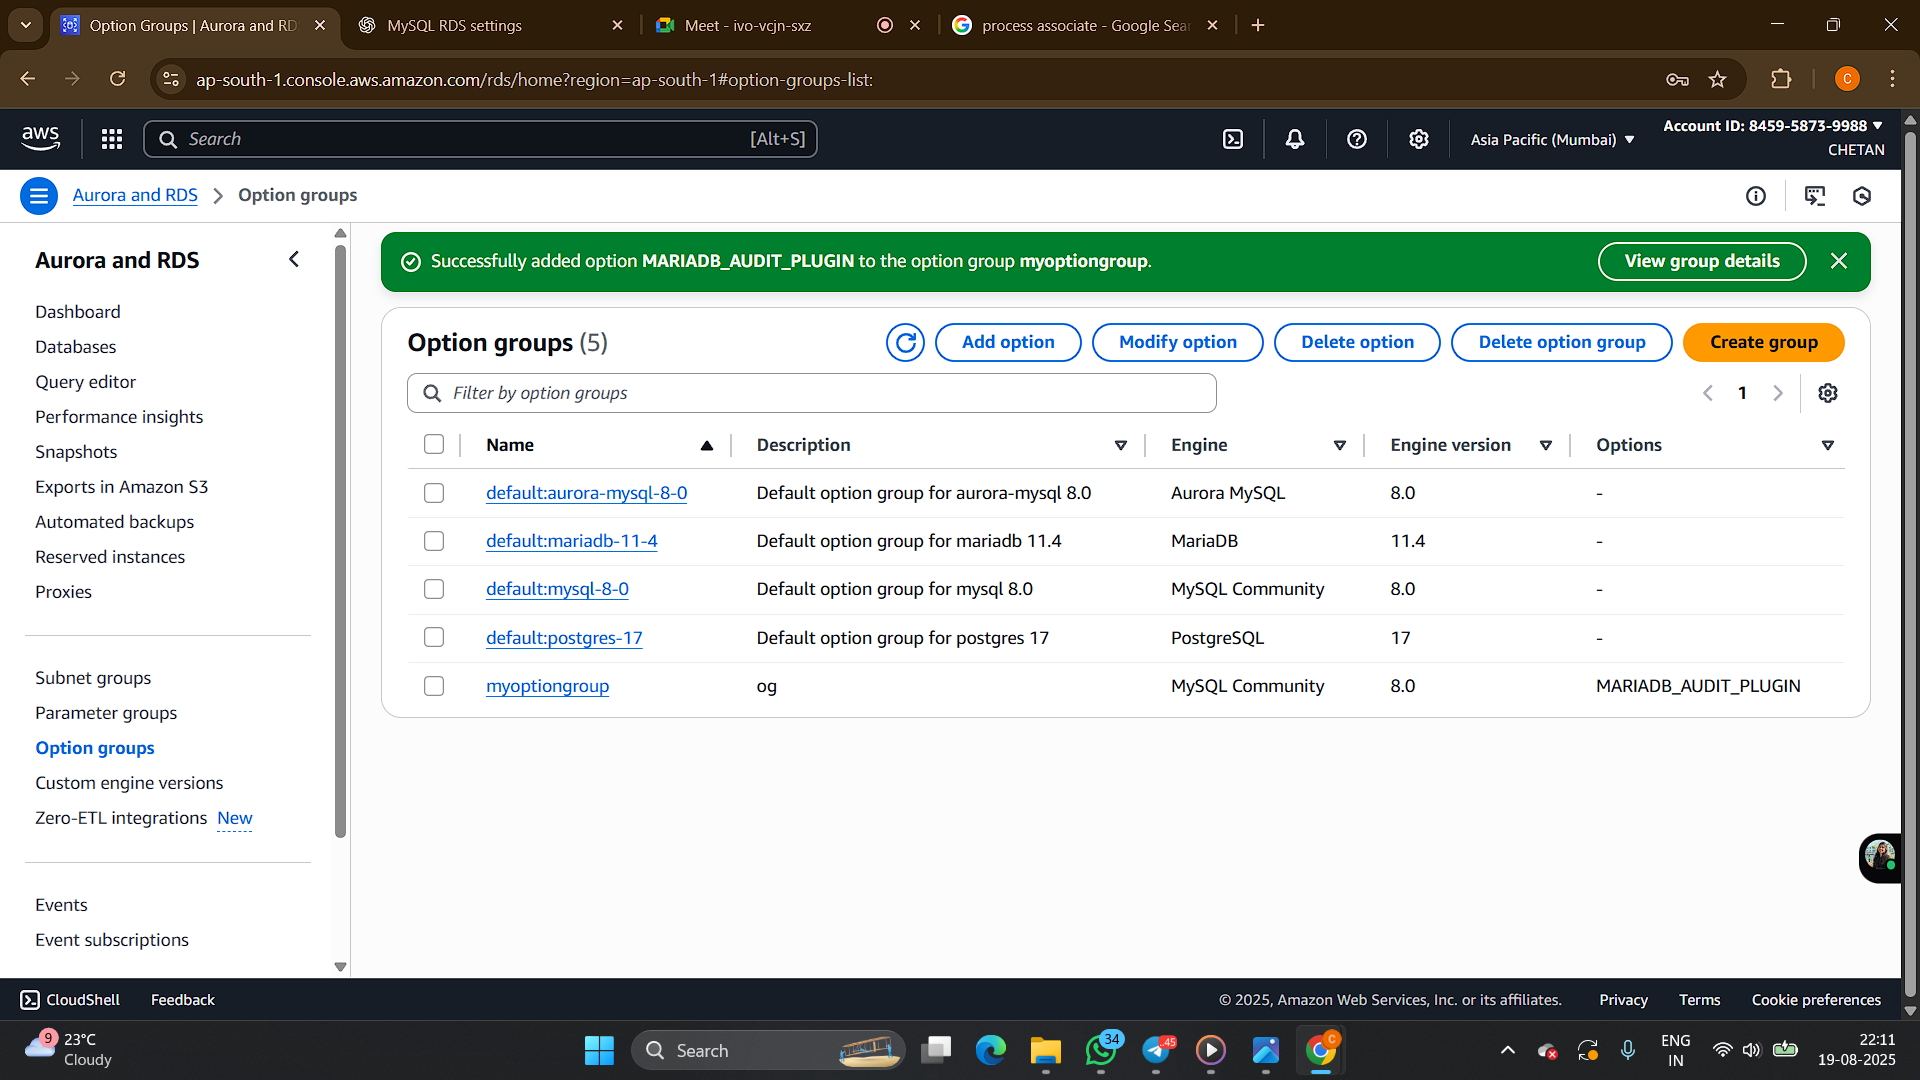 Option Groups | Aurora and RD
MySQL RDS settings
Meet - ivo-vcjn-sxz
process associate - Google Sear
ap-south-1.console.aws.amazon.com/rds/home?region=ap-south-1#option-groups-list:
C
aws
Search
[Alt+S]
Asia Pacific (Mumbai)
Account ID: 8459-5873-9988
CHETAN
Aurora and RDS
Option groups
Aurora and RDS
Dashboard
Databases
Query editor
Performance insights
Snapshots
Exports in Amazon S3
Automated backups
Reserved instances
Proxies
Subnet groups
Parameter groups
Option groups
Custom engine versions
Zero-ETL integrations New
Events
Event subscriptions
Successfully added option MARIADB_AUDIT_PLUGIN to the option group myoptiongroup.
View group details
Option groups (5)
Add option
Modify option
Delete option
Delete option group
Create group
Filter by option groups
1
Name Description Engine Engine version Options
default:aurora-mysql-8-0 Default option group for aurora-mysql 8.0 Aurora MySQL 8.0 -
default:mariadb-11-4 Default option group for mariadb 11.4 MariaDB 11.4 -
default:mysql-8-0 Default option group for mysql 8.0 MySQL Community 8.0 -
default:postgres-17 Default option group for postgres 17 PostgreSQL 17 -
myoptiongroup og MySQL Community 8.0 MARIADB_AUDIT_PLUGIN
CloudShell
Feedback
© 2025, Amazon Web Services, Inc. or its affiliates.
Privacy
Terms
Cookie preferences
9
23°C
Cloudy
Search
34
45
C
ENG
IN
22:11
19-08-2025